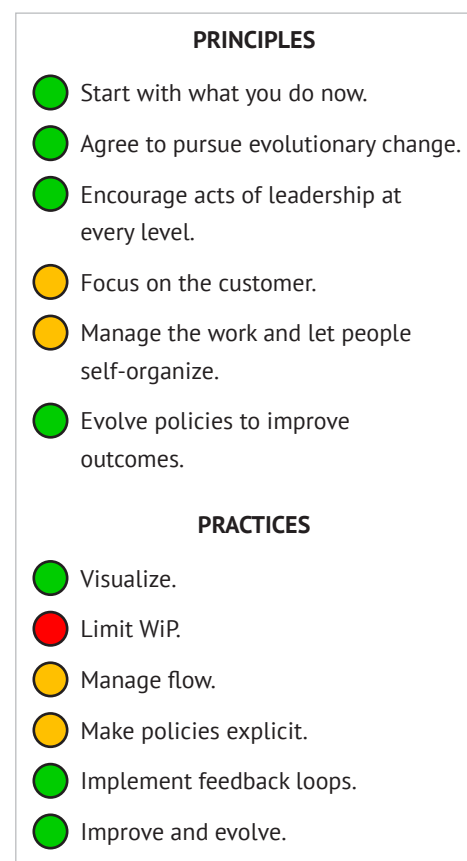 PRINCIPLES
Start with what you do now.
Agree to pursue evolutionary change.
Encourage acts of leadership at
every level.
Focus on the customer.
Manage the work and let people
self-organize.
Evolve policies to improve
outcomes.
PRACTICES
Visualize.
Limit WiP.
Manage flow.
Make policies explicit.
Implement feedback loops.
Improve and evolve.